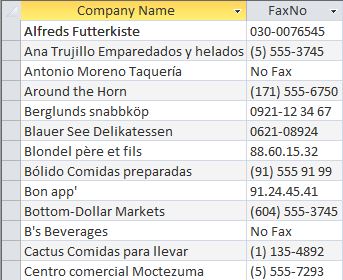 Company Name FaxNo
Alfreds Futterkiste 030-0076545
Ana Trujillo Emparedados y helados (5) 555-3745
Antonio Moreno Taquería No Fax
Around the Horn (171) 555-6750
Berglunds snabbköp 0921-12 34 67
Blauer See Delikatessen 0621-08924
Blondel père et fils 88.60.15.32
Bólido Comidas preparadas (91) 555 91 99
Bon app' 91.24.45.41
Bottom-Dollar Markets (604) 555-3745
B's Beverages No Fax
Cactus Comidas para llevar (1) 135-4892
Centro comercial Moctezuma (5) 555-7293